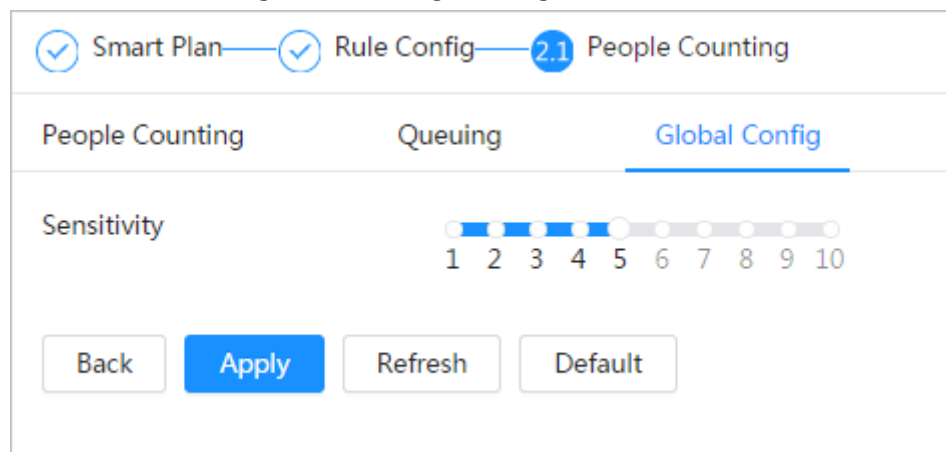 Smart Plan Rule Config 2.1 People Counting
People Counting Queuing Global Config
Sensitivity
1 2 3 4 5 6 7 8 9 10
Back Apply Refresh Default